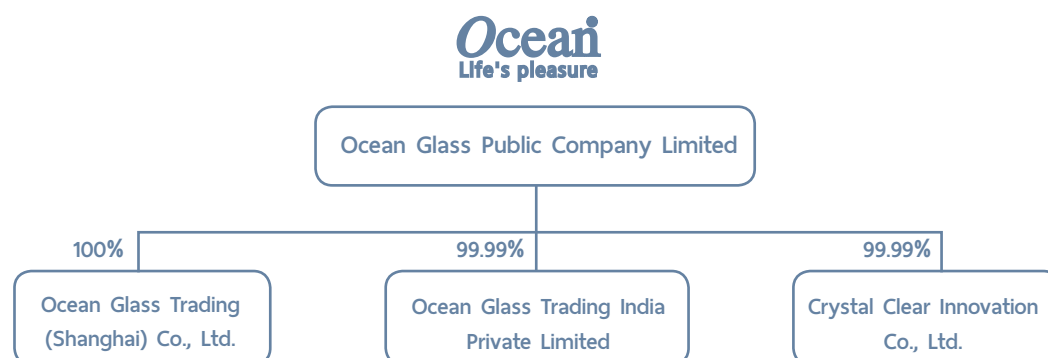 Ocean
Life's pleasure
Ocean Glass Public Company Limited
100%
99.99%
99.99%
Ocean Glass Trading
(Shanghai) Co., Ltd.
Ocean Glass Trading India
Private Limited
Crystal Clear Innovation
Co., Ltd.